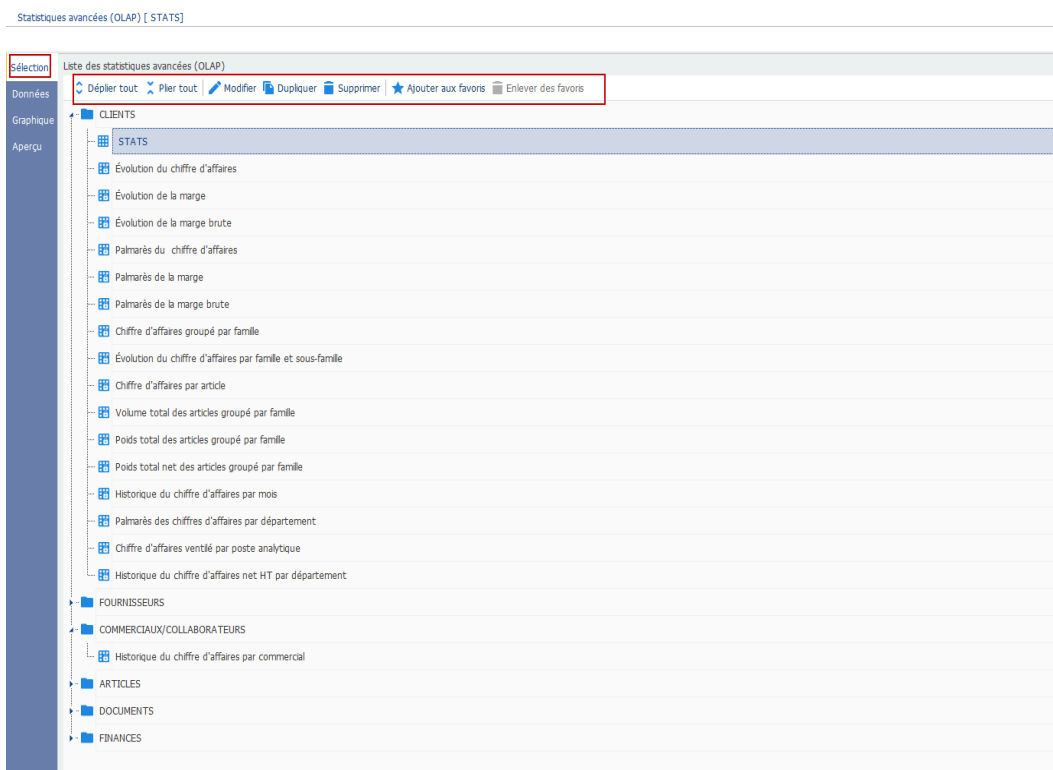 Statistiques avancées (OLAP) [ STATS]
Sélection
Données
Graphique
Aperçu
Liste des statistiques avancées (OLAP)
Déplier tout Plier tout Modifier Dupliquer Supprimer Ajouter aux favoris Enlever des favoris
CLIENTS
STATS
Évolution du chiffre d'affaires
Évolution de la marge
Évolution de la marge brute
Palmarès du  chiffre d'affaires
Palmarès de la marge
Palmarès de la marge brute
Chiffre d'affaires groupé par famille
Évolution du chiffre d'affaires par famille et sous-famille
Chiffre d'affaires par article
Volume total des articles groupé par famille
Poids total des articles groupé par famille
Poids total net des articles groupé par famille
Historique du chiffre d'affaires par mois
Palmarès des chiffres d'affaires par département
Chiffre d'affaires ventilé par poste analytique
Historique du chiffre d'affaires net HT par département
FOURNISSEURS
COMMERCIAUX/COLLABORATEURS
Historique du chiffre d'affaires par commercial
ARTICLES
DOCUMENTS
FINANCES